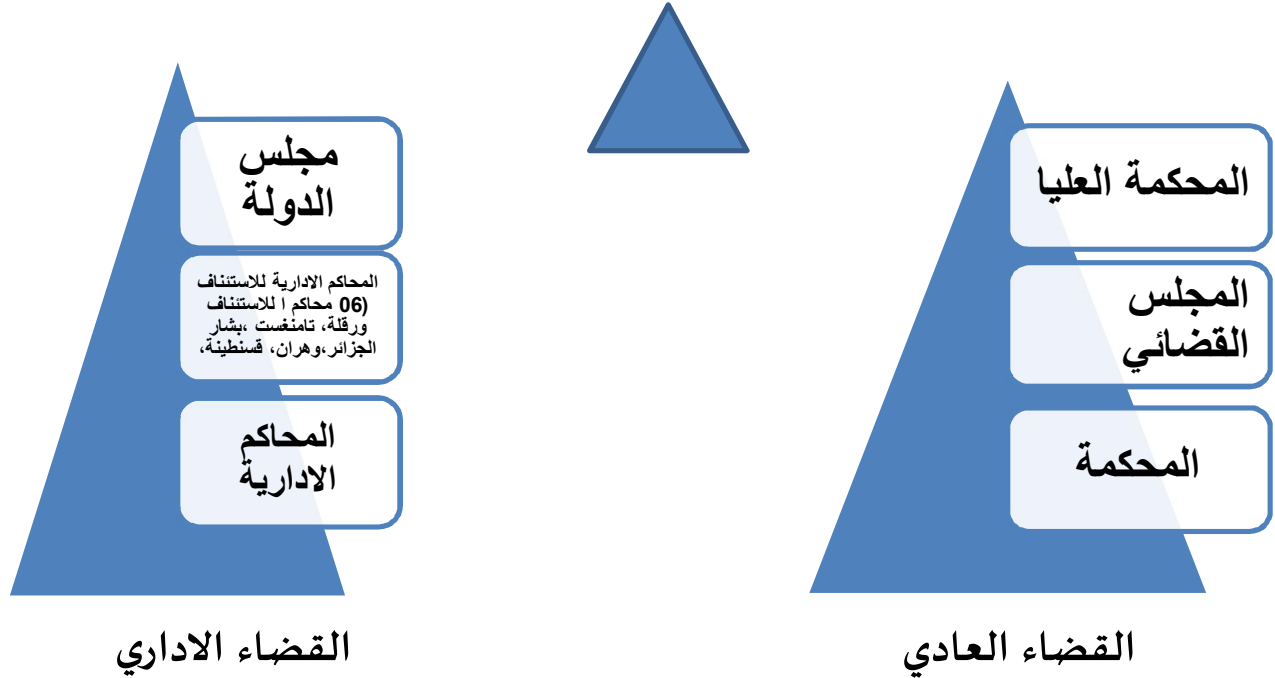 المحكمة العليا
المجلس
القضائي
المحكمة
القضاء العادي
مجلس
الدولة
المحاكم الادارية للاستئناف
(06 محاكم ا للاستئناف
ورقلة، تامنغست ،بشار
الجزائر،وهران، قسنطينة،
المحاكم
الادارية
القضاء الاداري